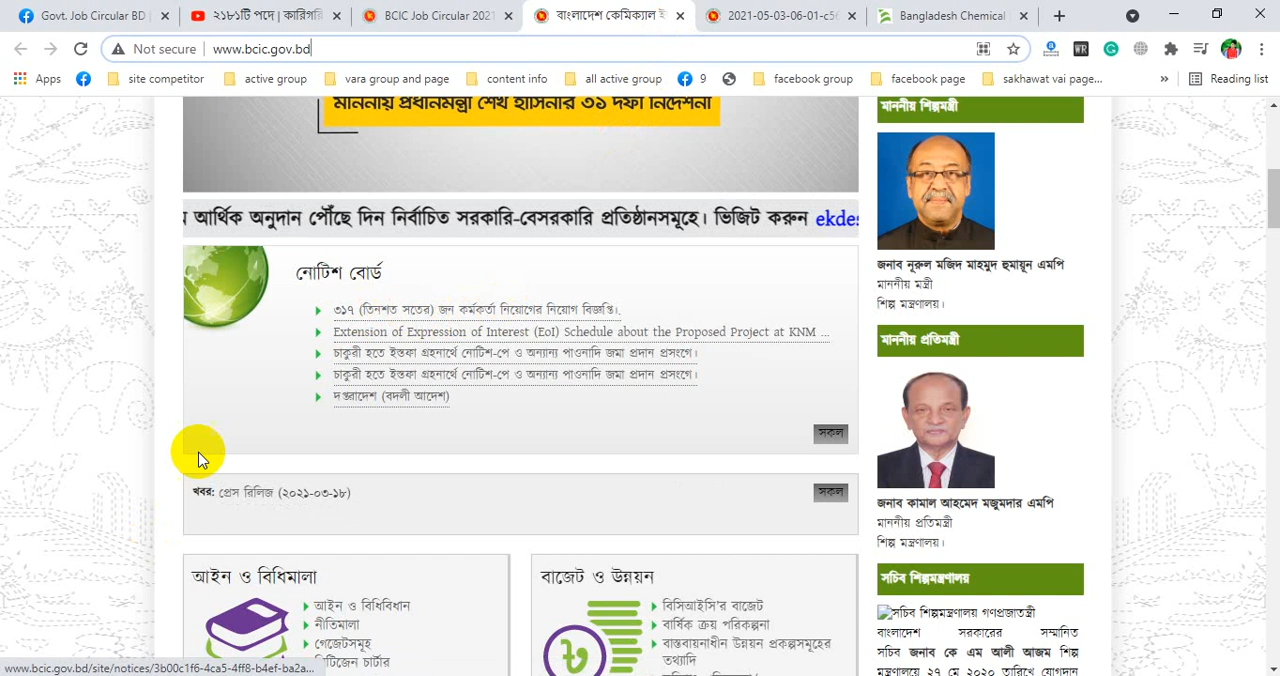 Govt. Job Circular BD
২১৮১টি পদে | কারিগরি
BCIC Job Circular 2021
বাংলাদেশ কেমিক্যাল ই
2021-05-03-06-01-c56
Bangladesh Chemical
Not secure
www.bcic.gov.bd
Apps
site competitor
active group
vara group and page
content info
all active group
9
facebook group
facebook page
sakhawat vai page...
»
Reading list
মাননীয় প্রধানমন্ত্রী শেখ হাসিনার ৩১ দফা নির্দেশনা
ম আর্থিক অনুদান পৌঁছে দিন নির্বাচিত সরকারি-বেসরকারি প্রতিষ্ঠানসমূহে। ভিজিট করুন ekdes
নোটিশ বোর্ড
৩১৭ (তিনশত সতের) জন কর্মকর্তা নিয়োগের নিয়োগ বিজ্ঞপ্তি।.
Extension of Expression of Interest (EoI) Schedule about the Proposed Project at KNM ...
চাকুরী হতে ইস্তফা গ্রহনার্থে নোটিশ-পে ও অন্যান্য পাওনাদি জমা প্রদান প্রসংগে।
চাকুরী হতে ইস্তফা গ্রহনার্থে নোটিশ-পে ও অন্যান্য পাওনাদি জমা প্রদান প্রসংগে।
দপ্তরাদেশ (বদলী আদেশ)
সকল
খবর: প্রেস রিলিজ (২০২১-০৩-১৮)
সকল
আইন ও বিধিমালা
আইন ও বিধিবিধান
নীতিমালা
গেজেটসমূহ
সিটিজেন চার্টার
বাজেট ও উন্নয়ন
বিসিআইসি'র বাজেট
বার্ষিক ক্রয় পরিকল্পনা
বাস্তবায়নাধীন উন্নয়ন প্রকল্পসমূহের
তথ্যাদি
মাননীয় শিল্পমন্ত্রী
জনাব নূরুল মজিদ মাহমুদ হুমায়ূন এমপি
মাননীয় মন্ত্রী
শিল্প মন্ত্রণালয়।
মাননীয় প্রতিমন্ত্রী
জনাব কামাল আহমেদ মজুমদার এমপি
মাননীয় প্রতিমন্ত্রী
শিল্প মন্ত্রণালয়।
সচিব শিল্পমন্ত্রণালয়
সচিব শিল্পমন্ত্রণালয় গণপ্রজাতন্ত্রী
বাংলাদেশ সরকারের সম্মানিত
সচিব জনাব কে এম আলী আজম শিল্প
মন্ত্রণালয়ে ২৭ মে ২০২০ তারিখে যোগদান
www.bcic.gov.bd/site/notices/3b00c1f6-4ca5-4ff8-b4ef-ba2a...